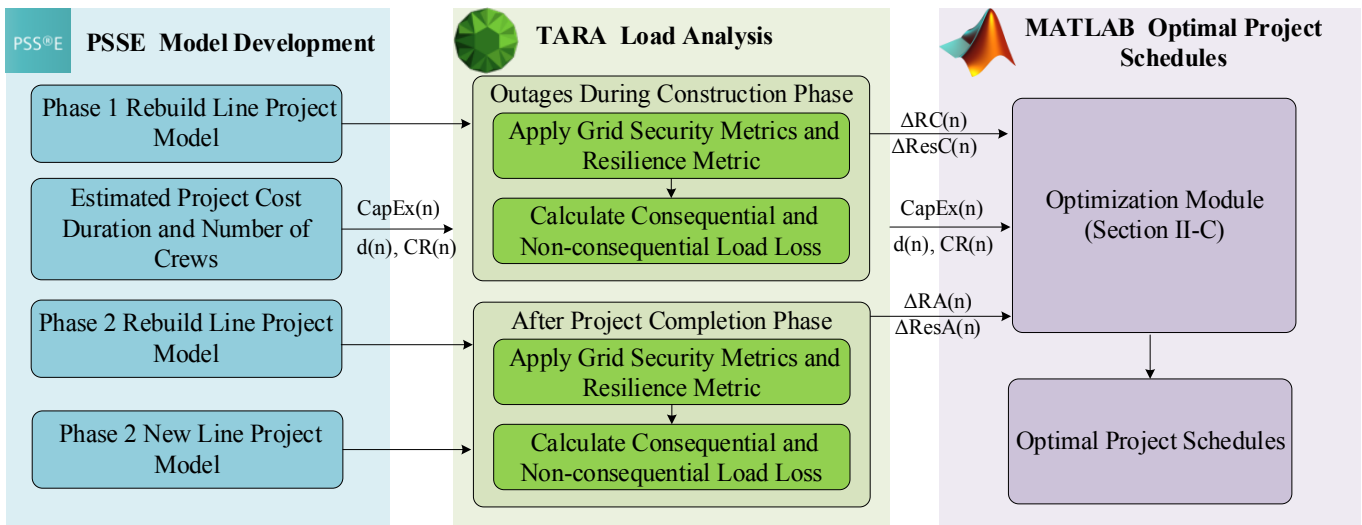 PSS®E
PSSE Model Development
Phase 1 Rebuild Line Project
Model
Estimated Project Cost
Duration and Number of
Crews
Phase 2 Rebuild Line Project
Model
Phase 2 New Line Project
Model
CapEx(n)
d(n), CR(n)
TARA Load Analysis
Outages During Construction Phase
Apply Grid Security Metrics and
Resilience Metric
Calculate Consequential and
Non-consequential Load Loss
After Project Completion Phase
Apply Grid Security Metrics and
Resilience Metric
Calculate Consequential and
Non-consequential Load Loss
ΔRC(n)
ΔResC(n)
CapEx(n)
d(n), CR(n)
ΔRA(n)
ΔResA(n)
MATLAB Optimal Project
Schedules
Optimization Module
(Section II-C)
Optimal Project Schedules